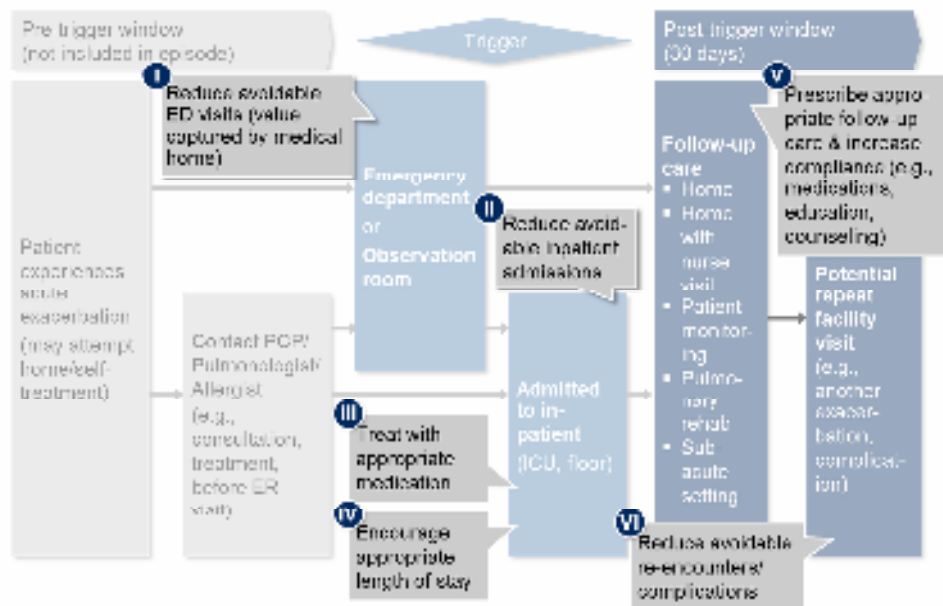 Pre trigger window
(not included in episode)
Trigger
Post trigger window
(30 days)
I
Reduce avoidable
ED visits (value
captured by medical
home)
V
Prescribe appro-
priate follow-up
care & increase
compliance (e.g.,
medications,
education,
counseling)
Patient
experiences
acute
exacerbation
(may attempt
home/self-
treatment)
Contact PCP/
Pulmonologist/
Allergist
(e.g.,
consultation,
treatment,
before ER
visit)
Emergency
department
or
Observation
room
II
Reduce avoid-
able inpatient
admissions
III
Treat with
appropriate
medication
IV
Encourage
appropriate
length of stay
Admitted
to in-
patient
(ICU, floor)
Follow-up
care
▪ Home
▪ Home
with
nurse
visit
▪ Patient
monitor-
ing
▪ Pulmo-
nary
rehab
▪ Sub-
acute
setting
Potential
repeat
facility
visit
(e.g.,
another
exacer-
bation,
complicat-
ion)
VI
Reduce avoidable
re-encounters/
complications